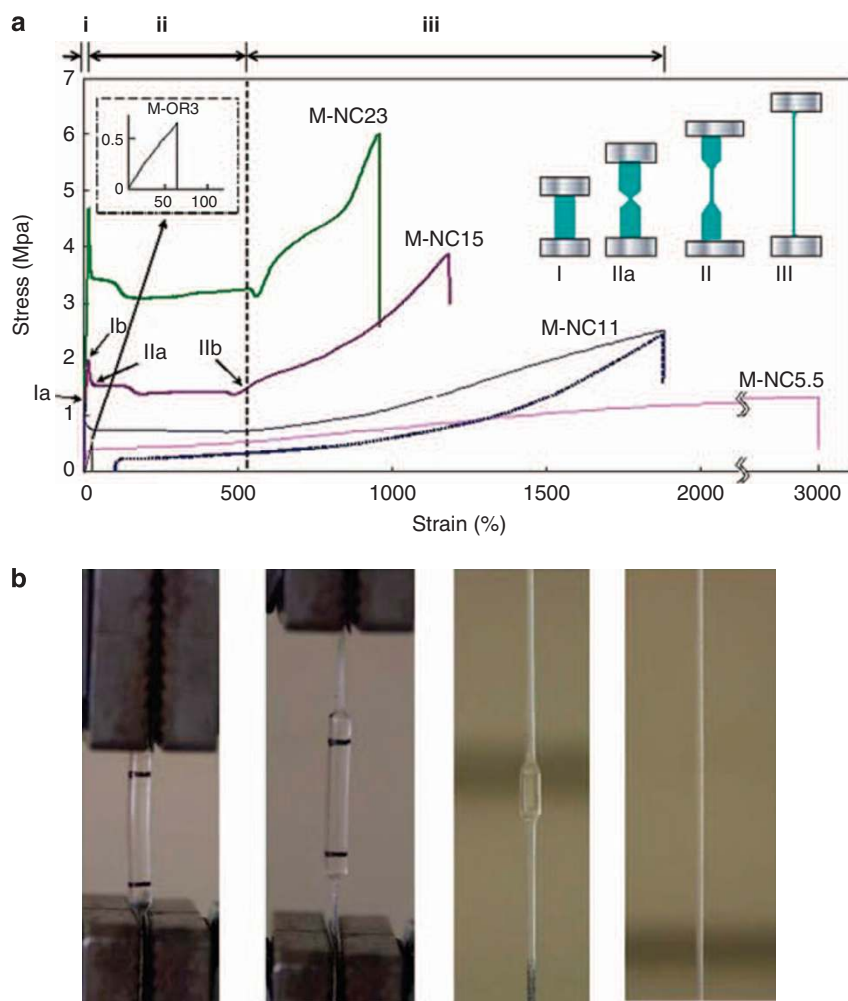 a
i ii iii
7
6
5
4
3
2
1
0
Stress (Mpa)
M-OR3
0.5
0
50 100
M-NC23
M-NC15
M-NC11
M-NC5.5
I IIa II III
Ib
IIa
IIb
Ia
0 500 1000 1500 2000 3000
Strain (%)
b